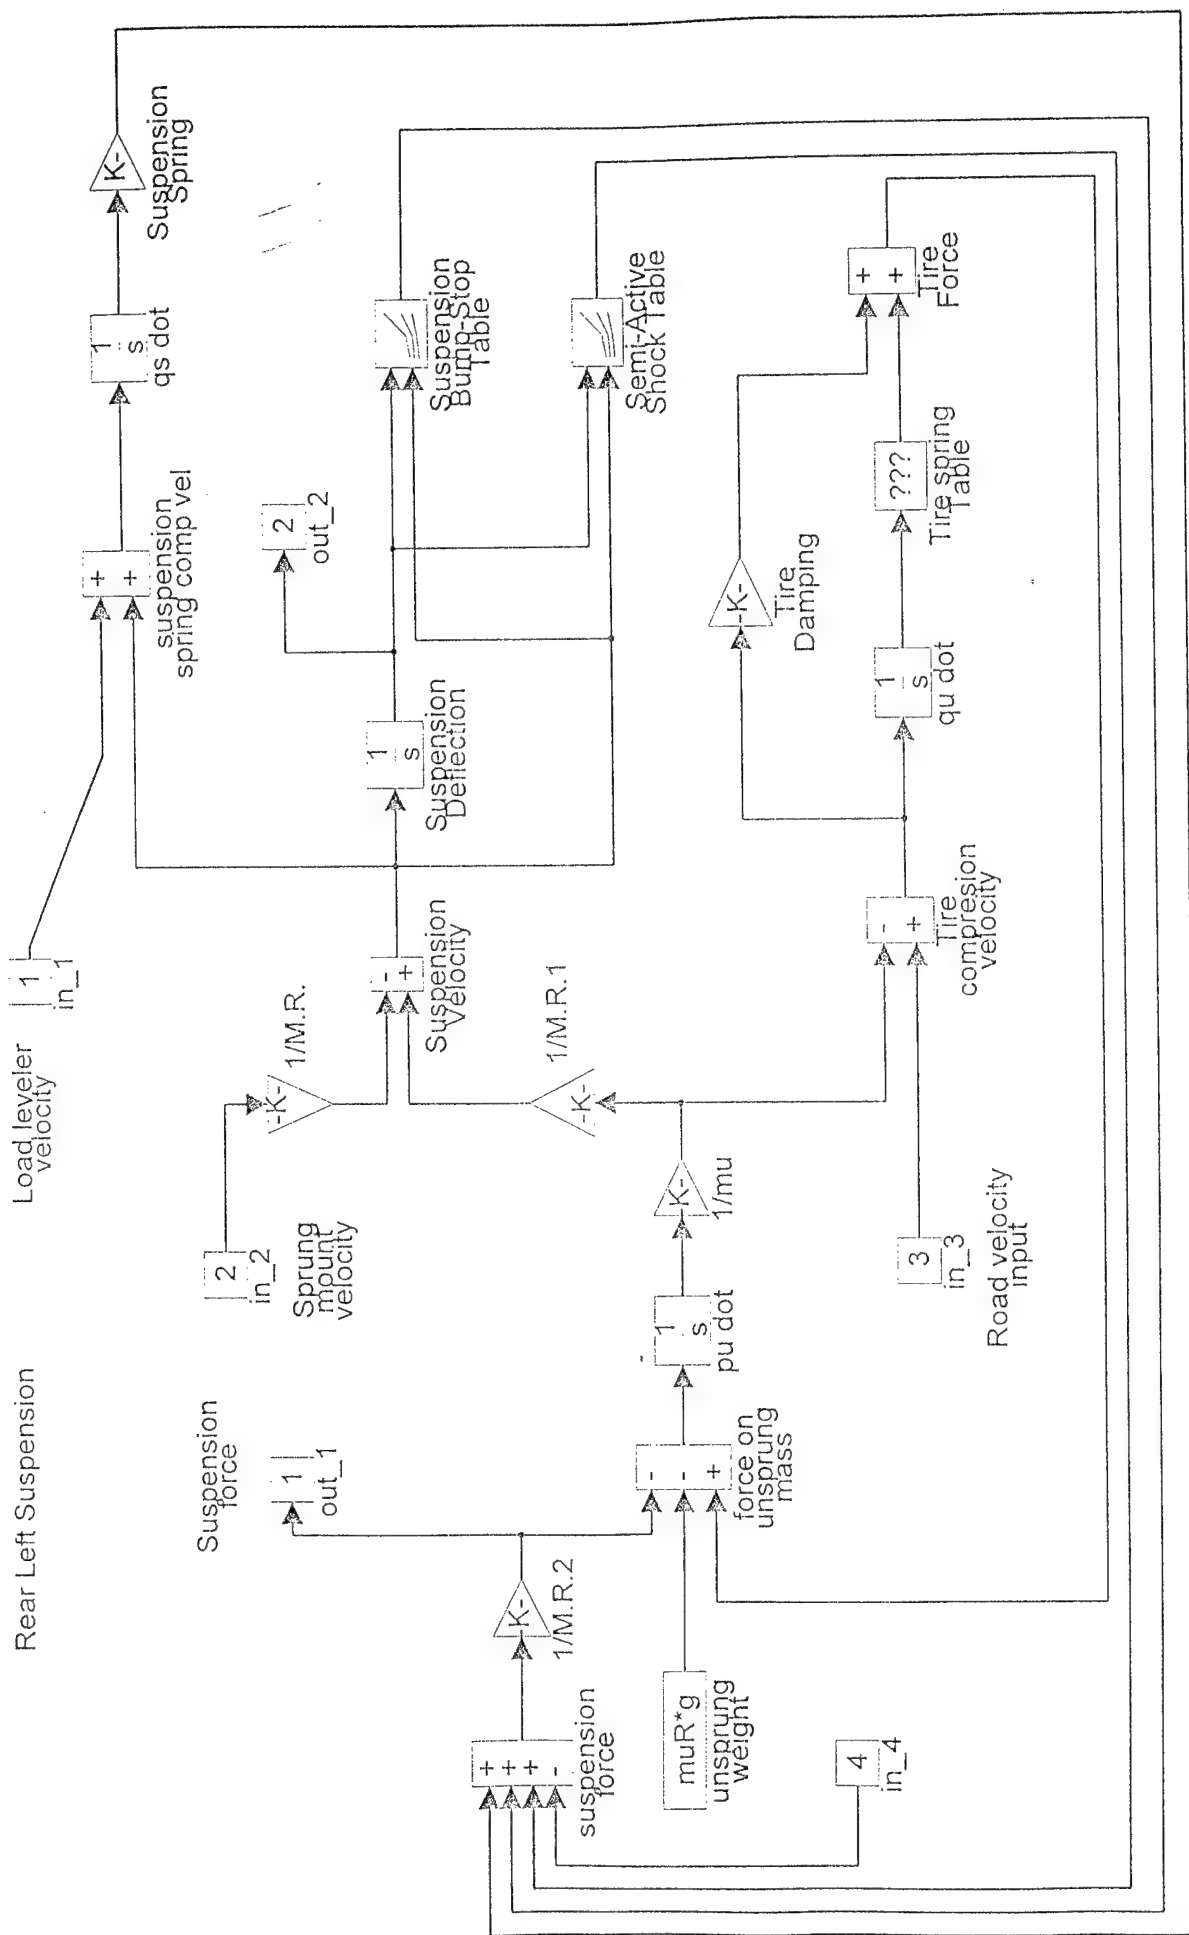 Rear Left Suspension
Load leveler
velocity
1
in_1
+
+
suspension
spring comp vel
1
s
qs dot
K-
Suspension
Spring
2
in_2
Sprung
mount
velocity
-K-
1/M.R.
-
+
Suspension
Velocity
1
s
Suspension
Deflection
2
out_2
Suspension
Bump-Stop
Table
Semi-Active
Shock Table
Suspension
force
1
out_1
-K-
1/M.R.1
+
+
+
-
suspension
force
K-
1/M.R.2
muR*g
unsprung
weight
-
-
+
force on
unsprung
mass
1
s
pu dot
K-
1/mu
-K-
Tire
Damping
4
in_4
3
in_3
Road velocity
input
-
+
Tire
compresion
velocity
1
s
qu dot
???
Tire spring
Table
+
+
Tire
Force